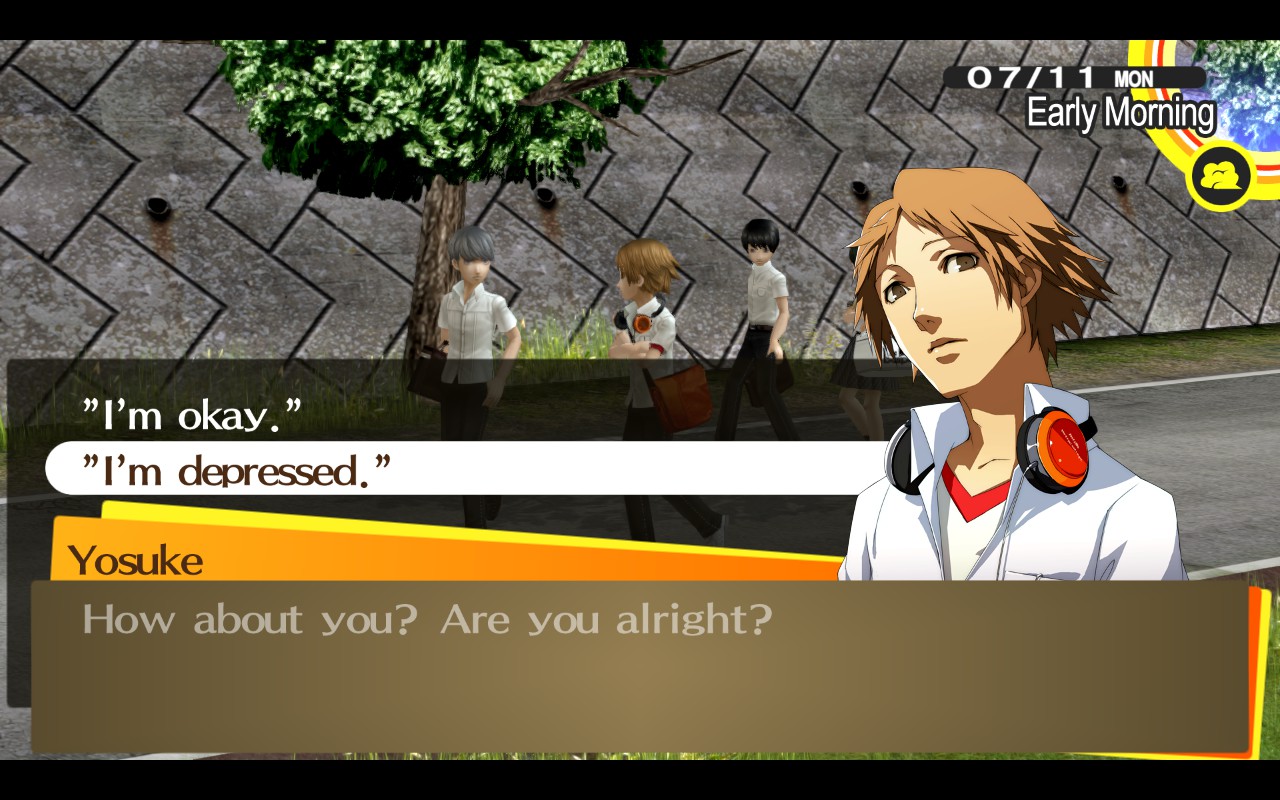 07/11 MON
Early Morning
"I'm okay."
"I'm depressed."
Yosuke
How about you? Are you alright?